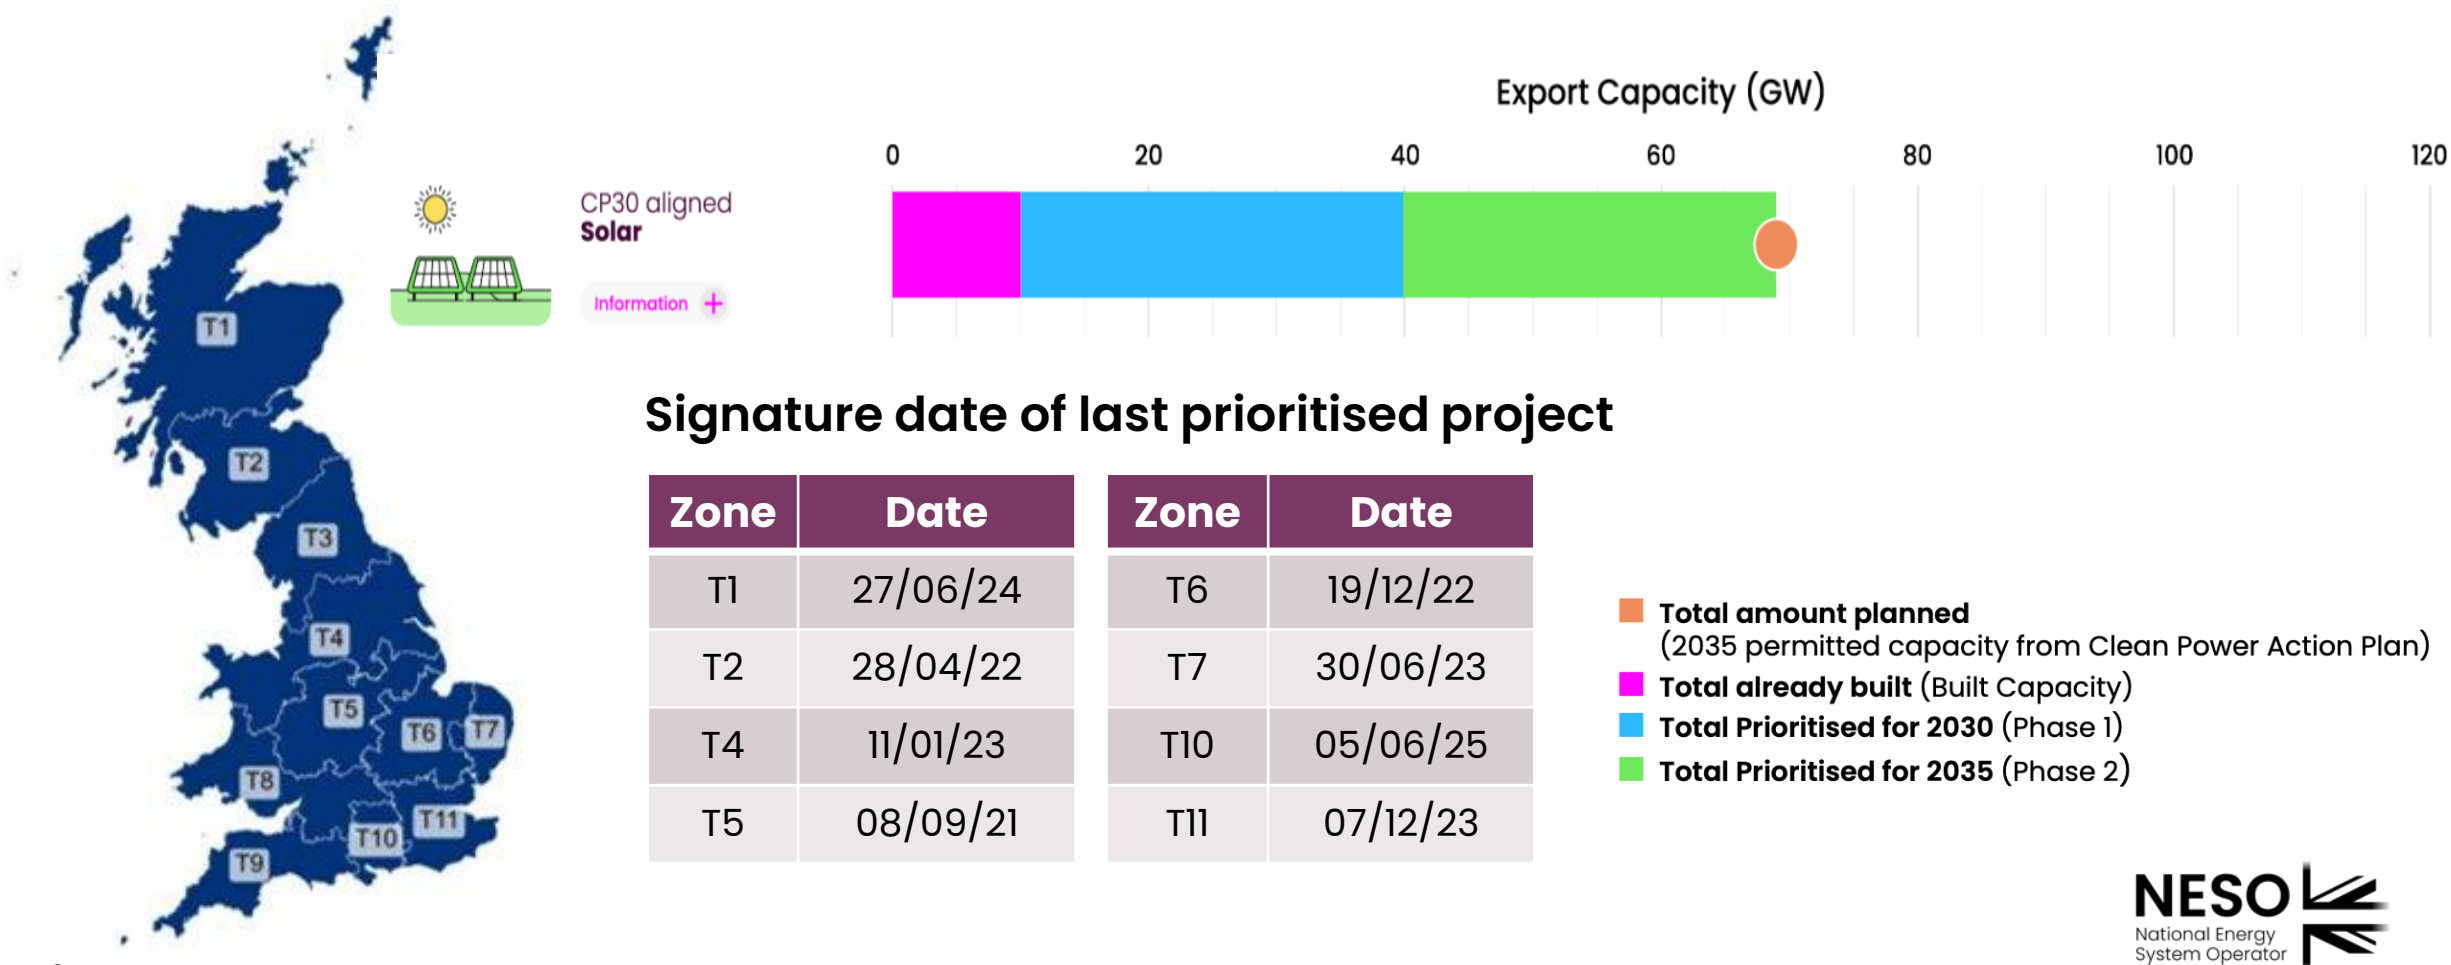 Export Capacity (GW)
0 20 40 60 80 100 120
CP30 aligned
Solar
Information +
T1
T2
T3
T4
T5
T6
T7
T8
T9
T10
T11
Signature date of last prioritised project
Zone Date Zone Date
T1 27/06/24 T6 19/12/22
T2 28/04/22 T7 30/06/23
T4 11/01/23 T10 05/06/25
T5 08/09/21 T11 07/12/23
Total amount planned
(2035 permitted capacity from Clean Power Action Plan)
Total already built (Built Capacity)
Total Prioritised for 2030 (Phase 1)
Total Prioritised for 2035 (Phase 2)
NESO
National Energy
System Operator